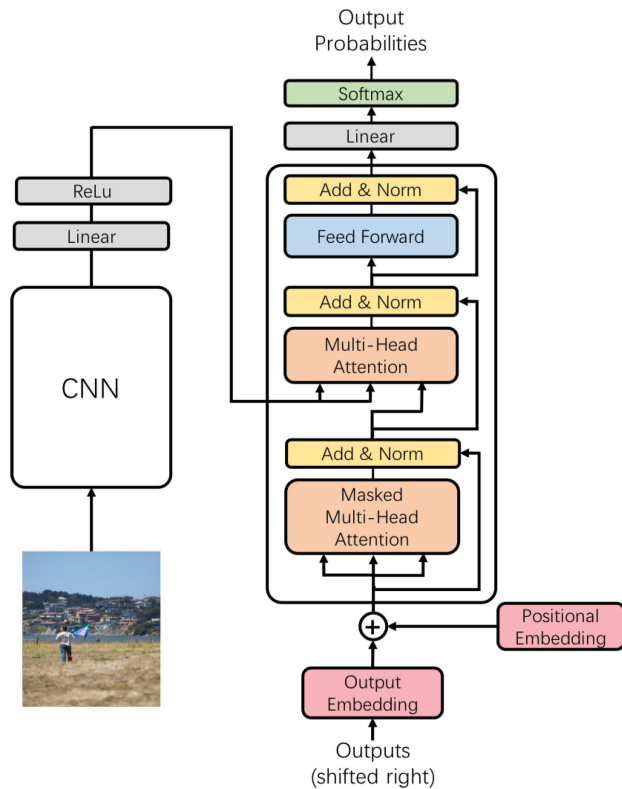 Output
Probabilities
Softmax
Linear
Add & Norm
Feed Forward
Add & Norm
Multi-Head
Attention
Add & Norm
Masked
Multi-Head
Attention
ReLu
Linear
CNN
Positional
Embedding
Output
Embedding
Outputs
(shifted right)